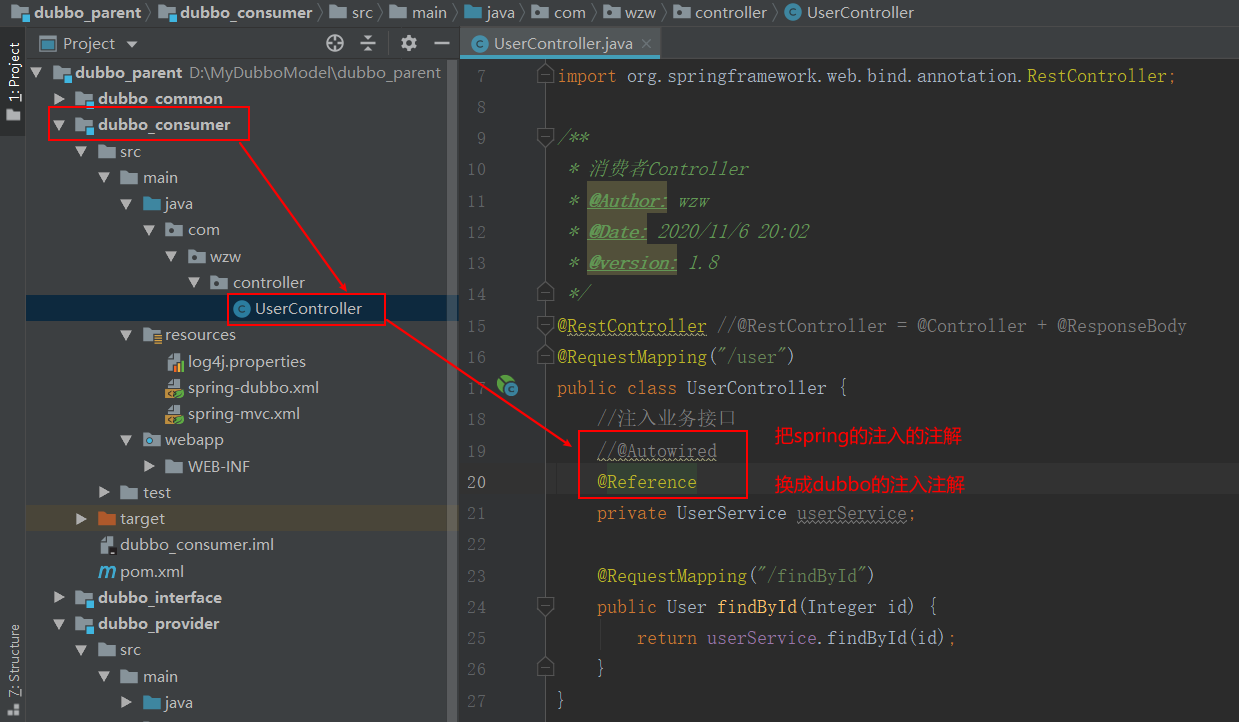 dubbo_parent dubbo_consumer src main java com wzw controller UserController
1: Project
Project
dubbo_parent D:\MyDubboModel\dubbo_parent
dubbo_common
dubbo_consumer
src
main
java
com
wzw
controller
UserController
resources
log4j.properties
spring-dubbo.xml
spring-mvc.xml
webapp
WEB-INF
test
target
dubbo_consumer.iml
pom.xml
dubbo_interface
dubbo_provider
src
main
java
7: Structure
UserController.java
7 import org.springframework.web.bind.annotation.RestController;
8
9 /**
10 * 消费者Controller
11 * @Author: wzw
12 * @Date: 2020/11/6 20:02
13 * @version: 1.8
14 */
15 @RestController //@RestController = @Controller + @ResponseBody
16 @RequestMapping("/user")
17 public class UserController {
18 //注入业务接口
19 //@Autowired
把spring的注入的注解
20 @Reference
换成dubbo的注入注解
21 private UserService userService;
22
23 @RequestMapping("/findById")
24 public User findById(Integer id) {
25 return userService.findById(id);
26 }
27 }